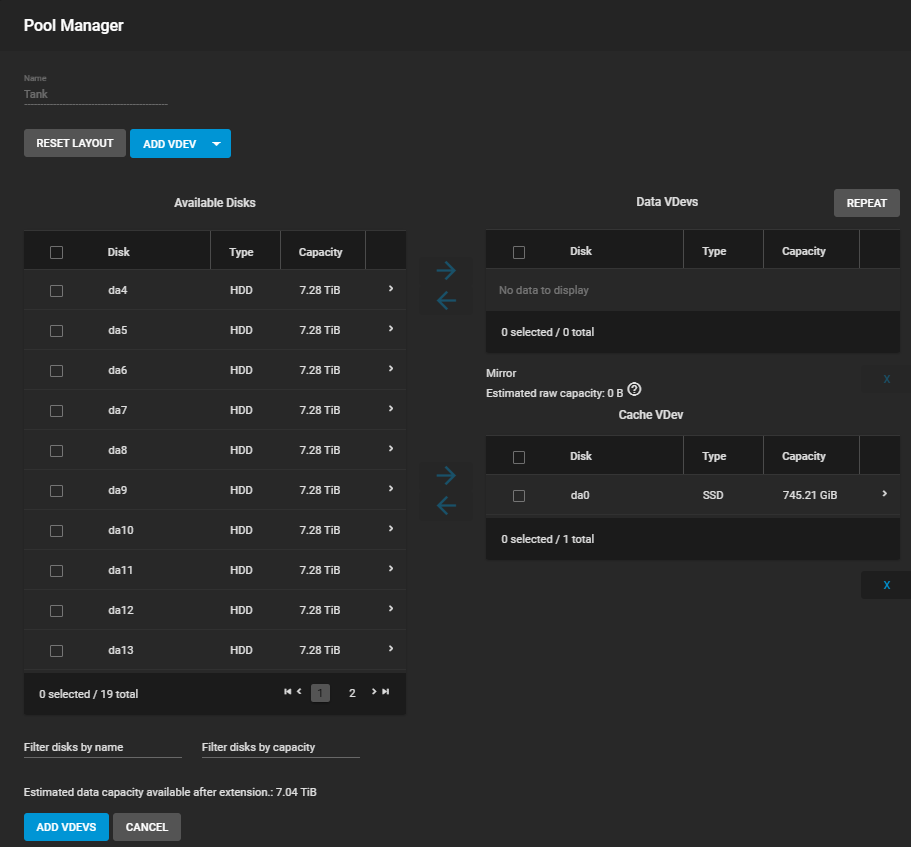 Pool Manager
Name
Tank
RESET LAYOUT ADD VDEV
Available Disks
Disk Type Capacity
da4 HDD 7.28 TiB
da5 HDD 7.28 TiB
da6 HDD 7.28 TiB
da7 HDD 7.28 TiB
da8 HDD 7.28 TiB
da9 HDD 7.28 TiB
da10 HDD 7.28 TiB
da11 HDD 7.28 TiB
da12 HDD 7.28 TiB
da13 HDD 7.28 TiB
0 selected / 19 total 1 2
Filter disks by name Filter disks by capacity
Estimated data capacity available after extension.: 7.04 TiB
ADD VDEVS CANCEL
Data VDevs REPEAT
Disk Type Capacity
No data to display
0 selected / 0 total
Mirror X
Estimated raw capacity: 0 B ?
Cache VDev
Disk Type Capacity
da0 SSD 745.21 GiB
0 selected / 1 total
X